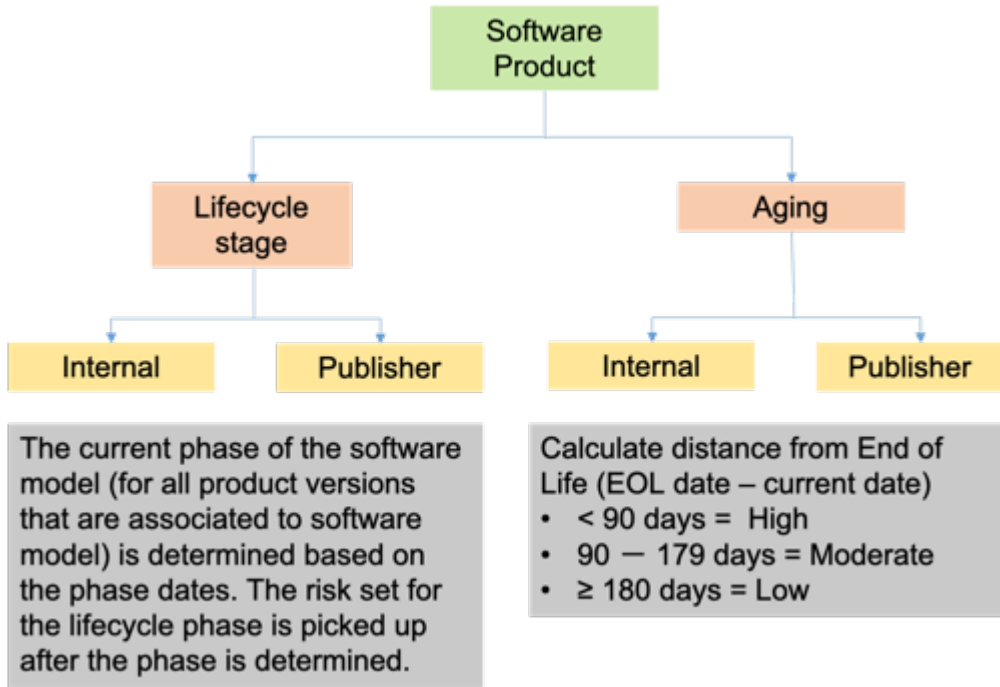 Software
Product
Lifecycle
stage
Aging
Internal
Publisher
Internal
Publisher
The current phase of the software
model (for all product versions
that are associated to software
model) is determined based on
the phase dates. The risk set for
the lifecycle phase is picked up
after the phase is determined.
Calculate distance from End of
Life (EOL date – current date)
• < 90 days = High
• 90 – 179 days = Moderate
• ≥ 180 days = Low